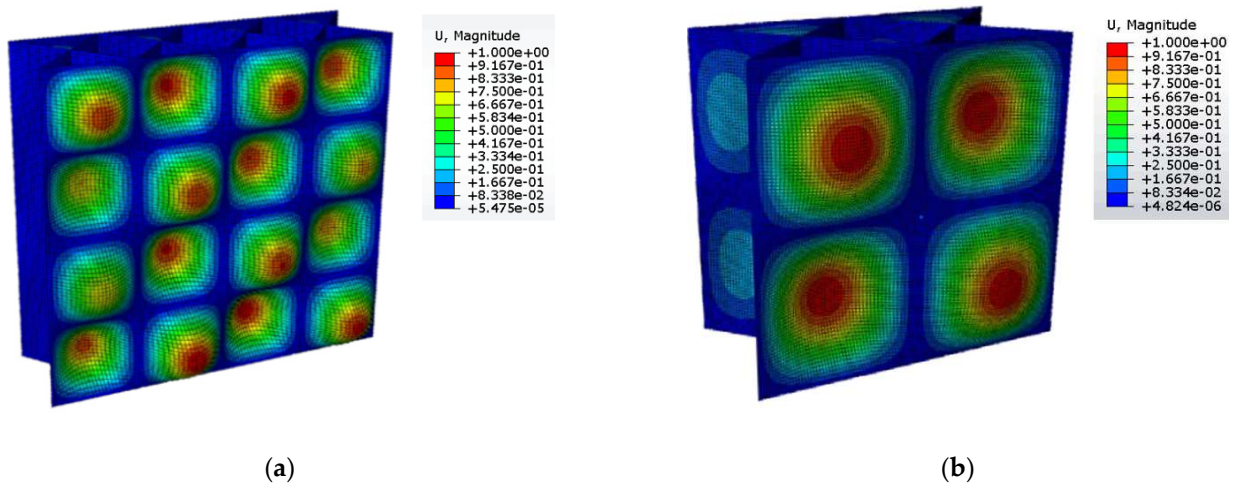 U, Magnitude
+1.000e+00
+9.167e-01
+8.333e-01
+7.500e-01
+6.667e-01
+5.834e-01
+5.000e-01
+4.167e-01
+3.334e-01
+2.500e-01
+1.667e-01
+8.338e-02
+5.475e-05
U, Magnitude
+1.000e+00
+9.167e-01
+8.333e-01
+7.500e-01
+6.667e-01
+5.833e-01
+5.000e-01
+4.167e-01
+3.333e-01
+2.500e-01
+1.667e-01
+8.334e-02
+4.824e-06
(a)
(b)